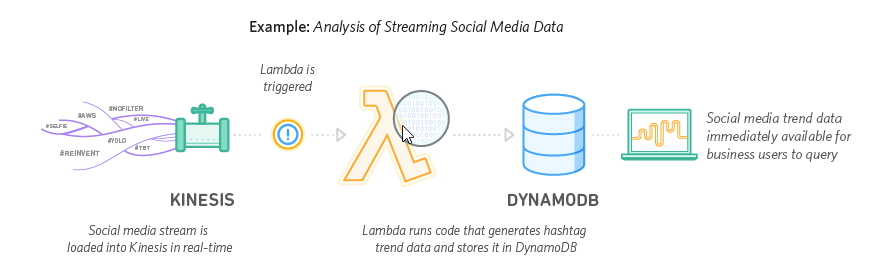 Example: Analysis of Streaming Social Media Data
Lambda is
triggered
#NOFILTER
#AWS
#LIVE
#SELFIE
#YOLO
#TBT
#REINVENT
Social media trend data
immediately available for
business users to query
KINESIS
DYNAMODB
Social media stream is
loaded into Kinesis in real-time
Lambda runs code that generates hashtag
trend data and stores it in DynamoDB